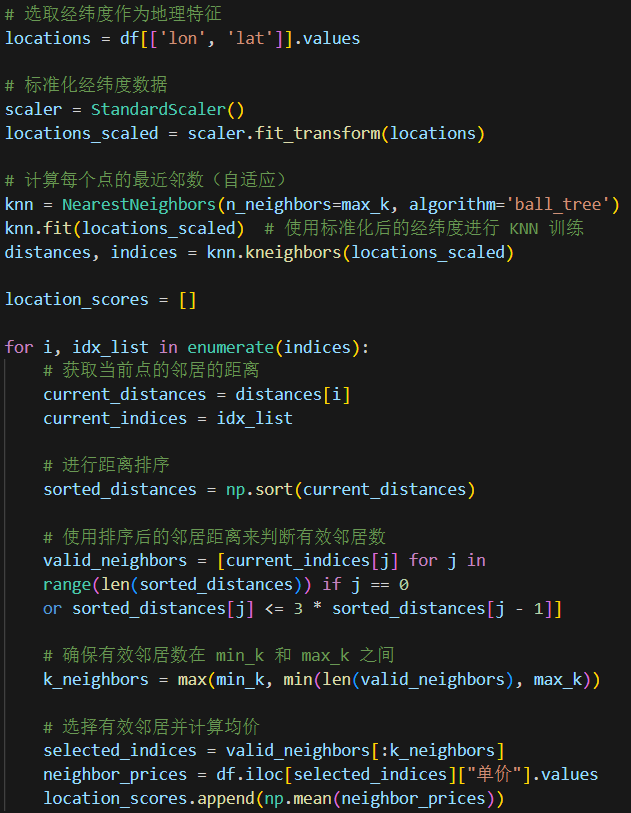 # 选取经纬度作为地理特征
locations = df[['lon', 'lat']].values

# 标准化经纬度数据
scaler = StandardScaler()
locations_scaled = scaler.fit_transform(locations)

# 计算每个点的最近邻数（自适应）
knn = NearestNeighbors(n_neighbors=max_k, algorithm='ball_tree')
knn.fit(locations_scaled)  # 使用标准化后的经纬度进行 KNN 训练
distances, indices = knn.kneighbors(locations_scaled)

location_scores = []

for i, idx_list in enumerate(indices):
    # 获取当前点的邻居的距离
    current_distances = distances[i]
    current_indices = idx_list

    # 进行距离排序
    sorted_distances = np.sort(current_distances)

    # 使用排序后的邻居距离来判断有效邻居数
    valid_neighbors = [current_indices[j] for j in
    range(len(sorted_distances)) if j == 0
    or sorted_distances[j] <= 3 * sorted_distances[j - 1]]

    # 确保有效邻居数在 min_k 和 max_k 之间
    k_neighbors = max(min_k, min(len(valid_neighbors), max_k))

    # 选择有效邻居并计算均价
    selected_indices = valid_neighbors[:k_neighbors]
    neighbor_prices = df.iloc[selected_indices]["单价"].values
    location_scores.append(np.mean(neighbor_prices))